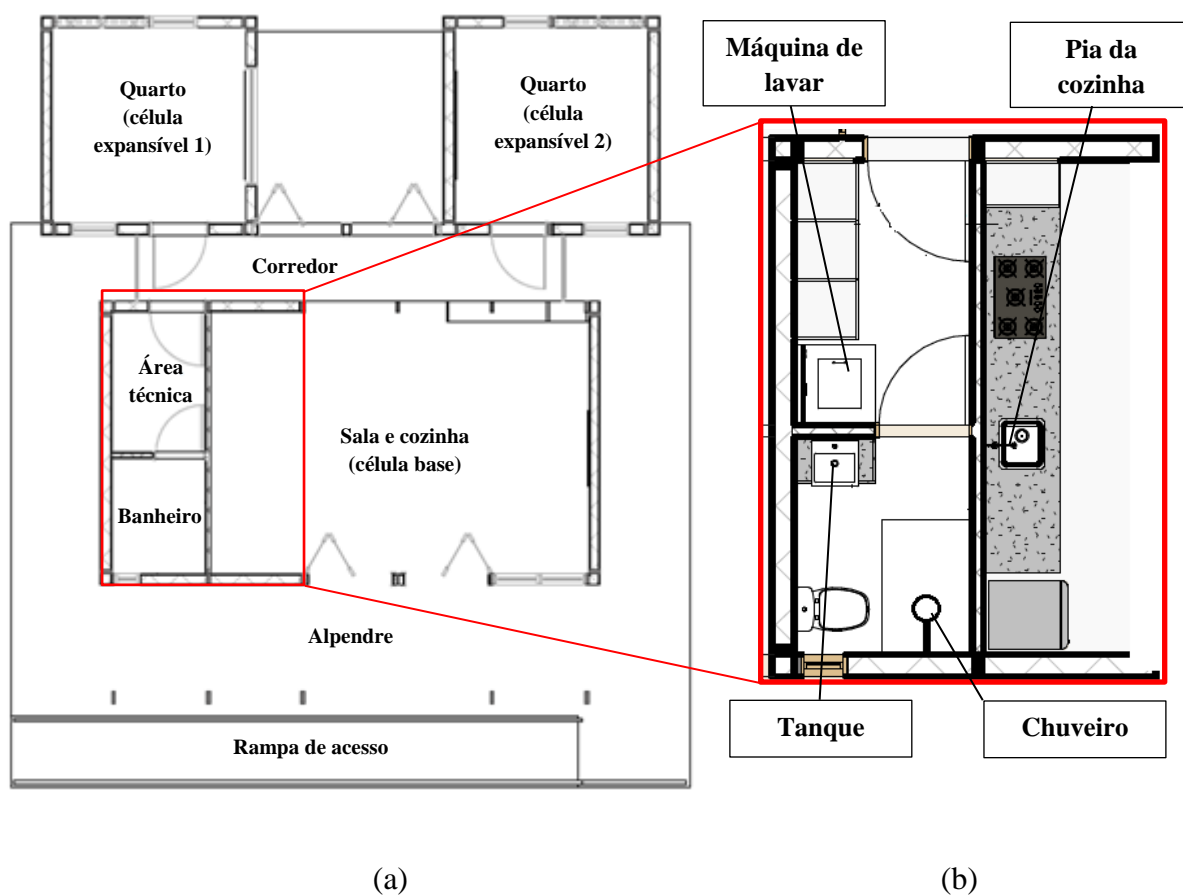 Quarto
(célula
expansível 1)
Quarto
(célula
expansível 2)
Corredor
Área
técnica
Sala e cozinha
(célula base)
Banheiro
Alpendre
Rampa de acesso
Máquina de
lavar
Pia da
cozinha
Tanque
Chuveiro
(a)
(b)